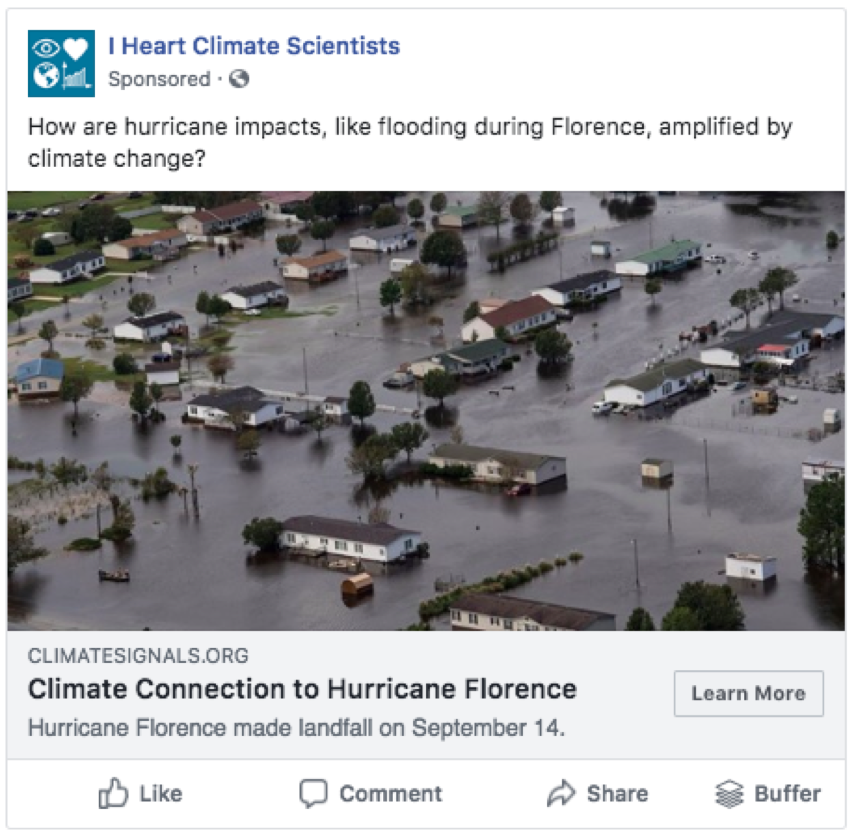 I Heart Climate Scientists
Sponsored ·
How are hurricane impacts, like flooding during Florence, amplified by
climate change?
CLIMATESIGNALS.ORG
Climate Connection to Hurricane Florence
Learn More
Hurricane Florence made landfall on September 14.
Like Comment Share Buffer